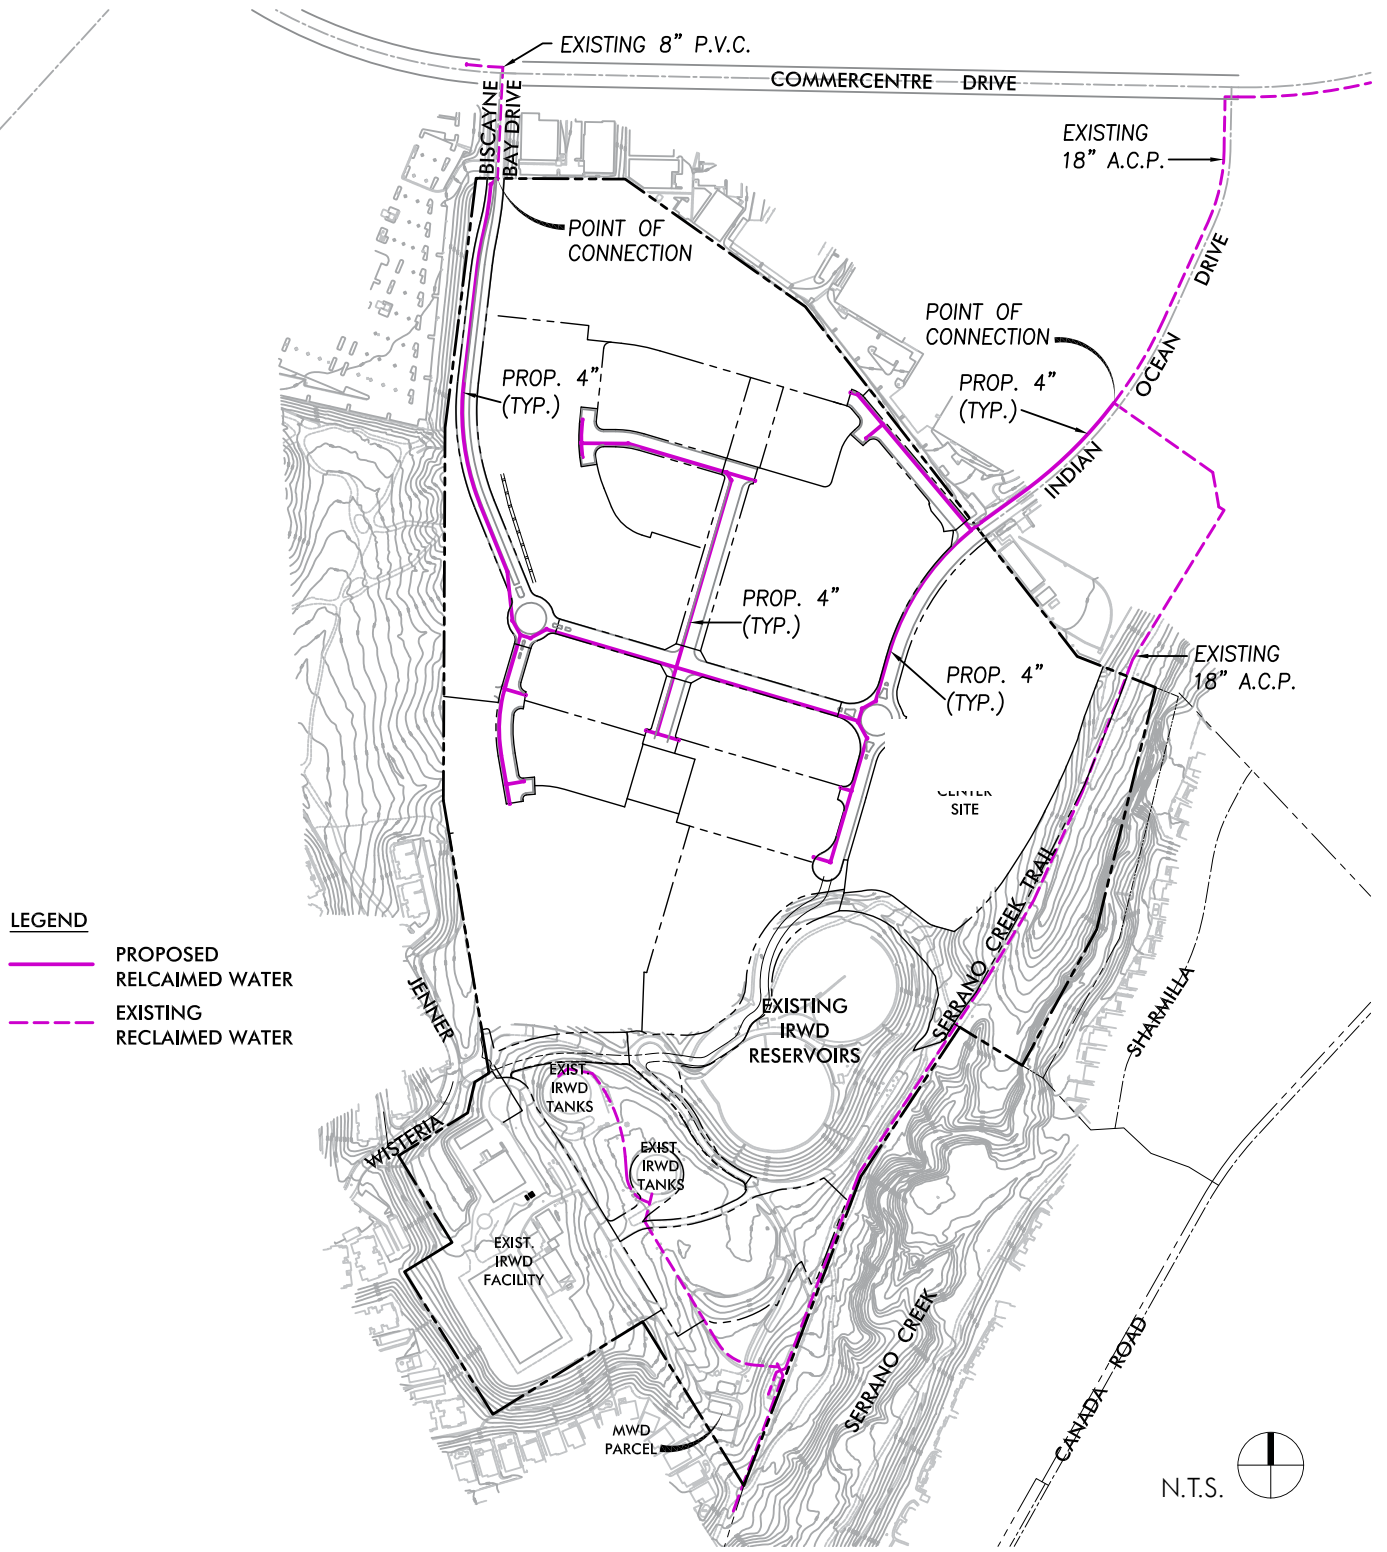 EXISTING 8" P.V.C.
COMMERCENTRE DRIVE
BISCAYNE
BAY DRIVE
EXISTING
18" A.C.P.
POINT OF
CONNECTION
DRIVE
POINT OF
CONNECTION
OCEAN
PROP. 4"
(TYP.)
PROP. 4"
(TYP.)
INDIAN
PROP. 4"
(TYP.)
EXISTING
18" A.C.P.
PROP. 4"
(TYP.)
CENTER
SITE
SERRANO CREEK TRAIL
LEGEND
PROPOSED
RELCAIMED WATER
EXISTING
RECLAIMED WATER
JENNER
EXISTING
IRWD
RESERVOIRS
SHARMILLA
EXIST.
IRWD
TANKS
WISTERIA
EXIST.
IRWD
TANKS
EXIST.
IRWD
FACILITY
SERRANO CREEK
CANADA ROAD
MWD
PARCEL
N.T.S.